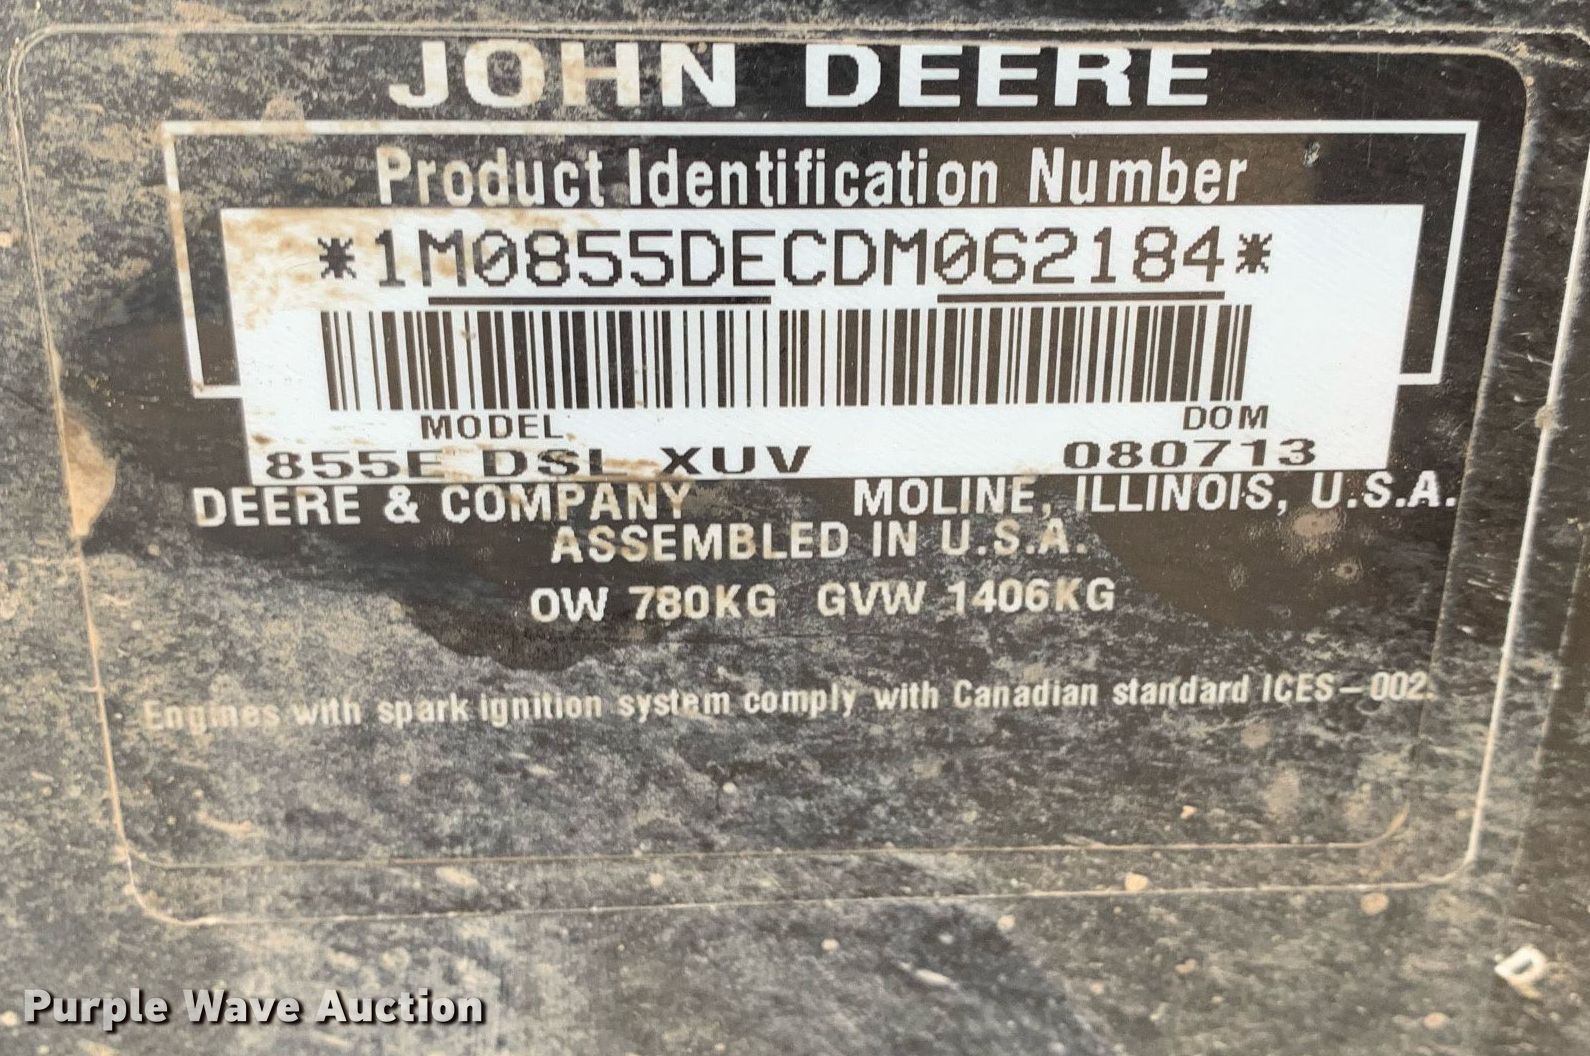 JOHN DEERE
Product Identification Number
*1M0855DECDM062184*
MODEL DOM
855E DSL XUV 080713
DEERE & COMPANY MOLINE, ILLINOIS, U.S.A.
ASSEMBLED IN U.S.A.
OW 780KG GVW 1406KG
Engines with spark ignition system comply with Canadian standard ICES-002.
D
Purple Wave Auction